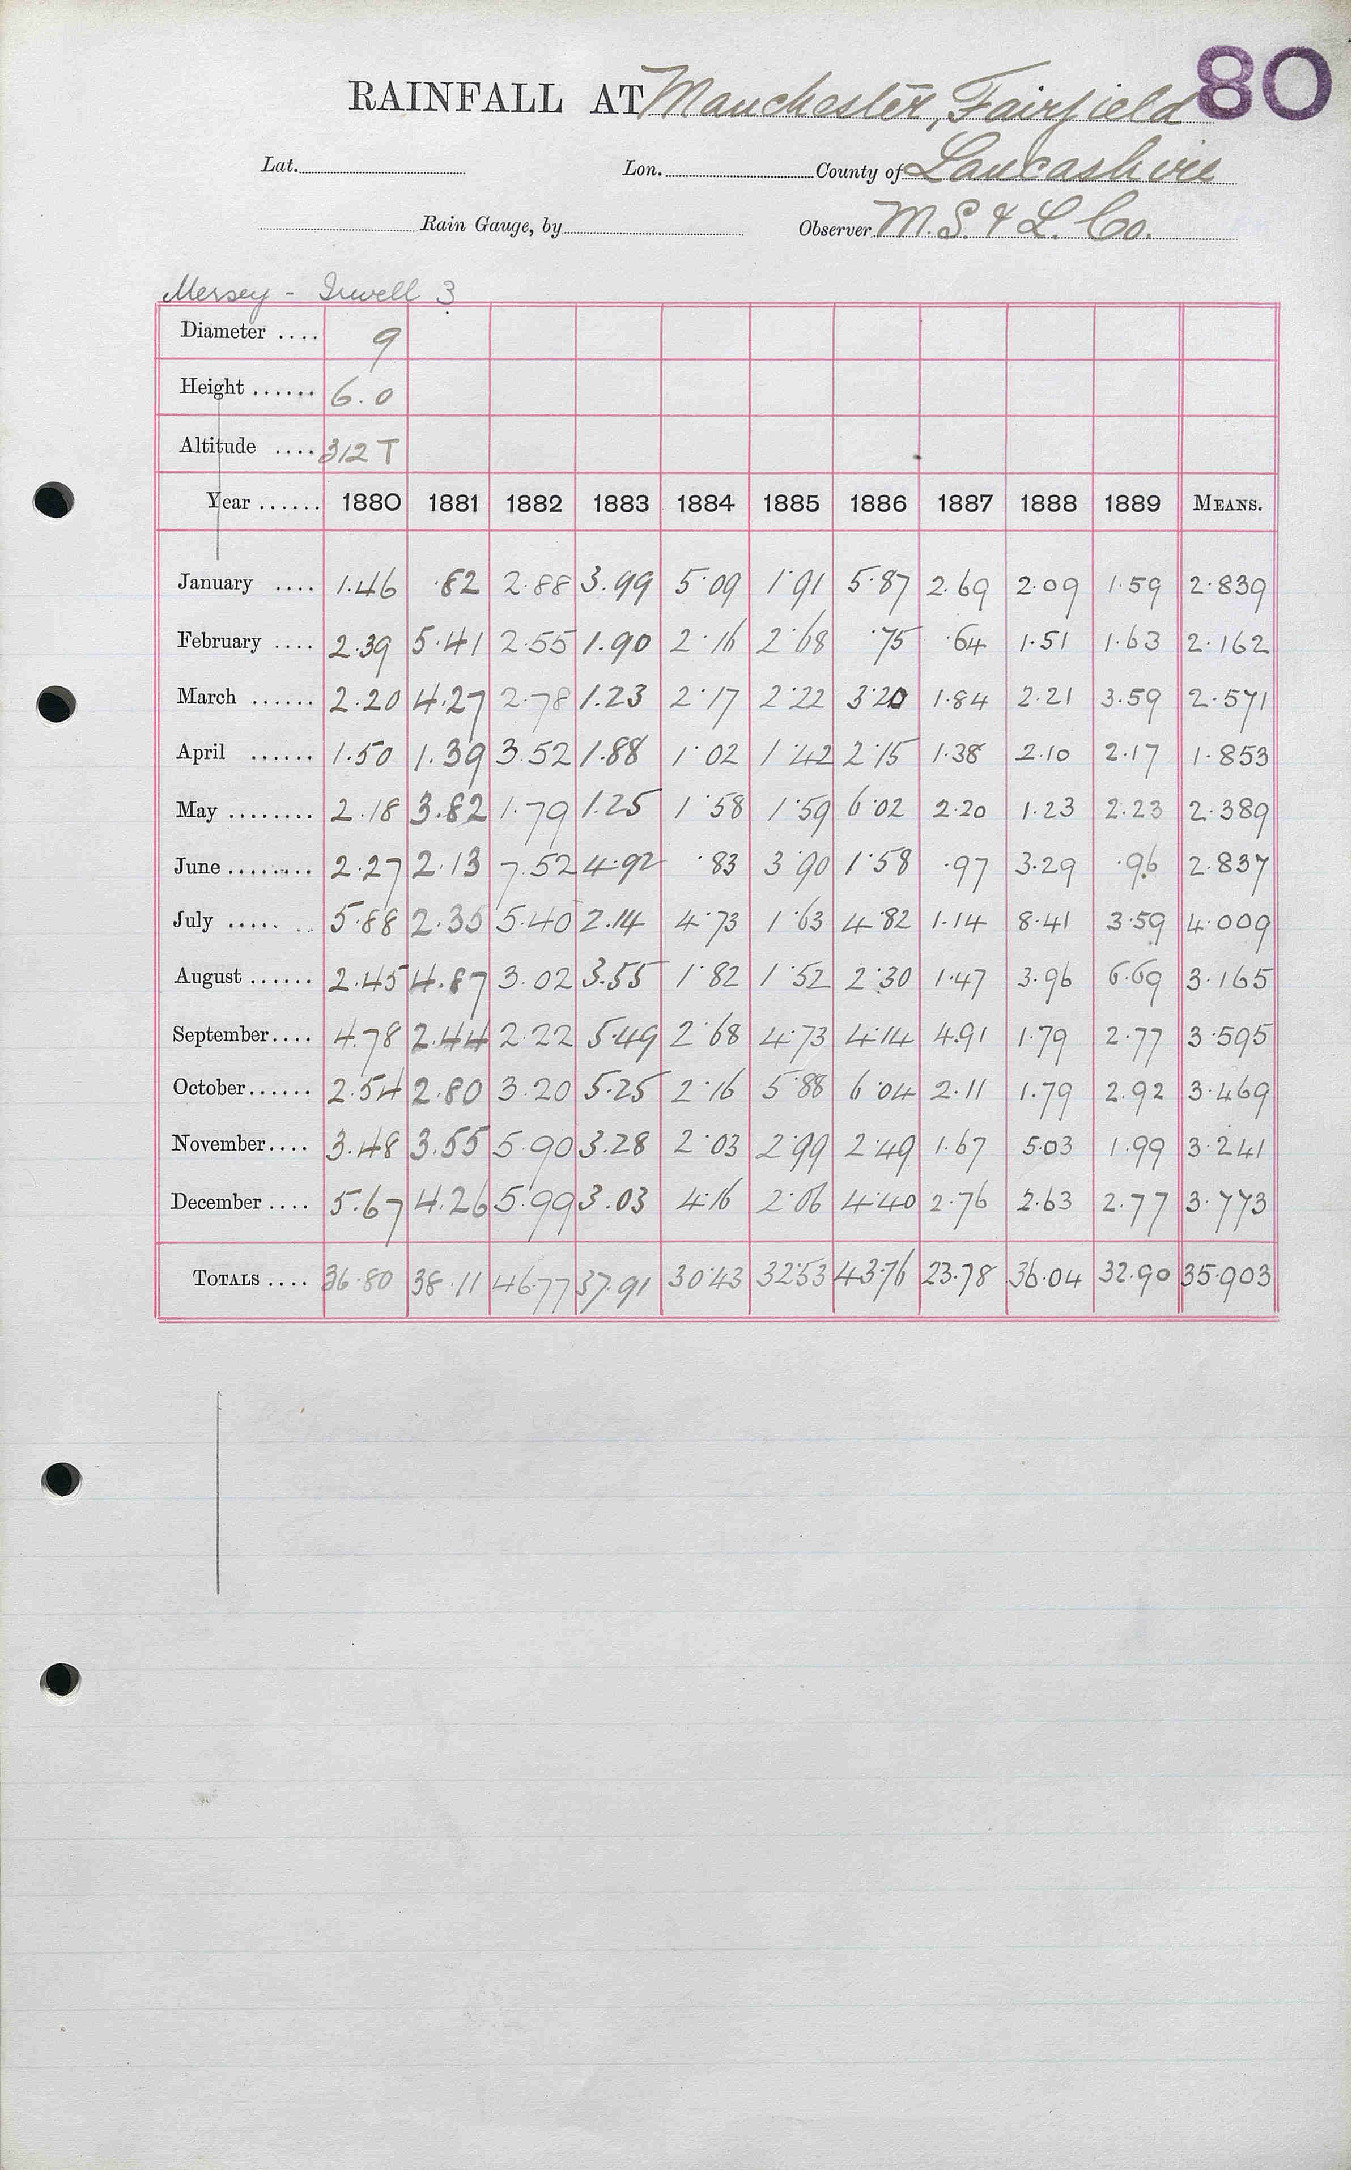 80
RAINFALL AT Manchester, Fairfield
Lat. Lon. County of Lancashire
Rain Gauge, by Observer M. S. & L. Co.
Mersey - Irwell 3
Diameter .... 9
Height ...... 6.0
Altitude .... 312 T
Year ...... 1880 1881 1882 1883 1884 1885 1886 1887 1888 1889 MEANS.
January .... 1.46 .82 2.88 3.99 5.09 1.91 5.87 2.69 2.09 1.59 2.839
February .... 2.39 5.41 2.55 1.90 2.16 2.68 .75 .64 1.51 1.63 2.162
March ...... 2.20 4.27 2.78 1.23 2.17 2.22 3.20 1.84 2.21 3.59 2.571
April ...... 1.50 1.39 3.52 1.88 1.02 1.42 2.15 1.38 2.10 2.17 1.853
May ........ 2.18 3.82 1.79 1.25 1.58 1.59 6.02 2.20 1.23 2.23 2.389
June ........ 2.27 2.13 7.52 4.92 .83 3.90 1.58 .97 3.29 .96 2.837
July ....... 5.88 2.35 5.40 2.14 4.73 1.63 4.82 1.14 8.41 3.59 4.009
August ...... 2.45 4.87 3.02 3.55 1.82 1.52 2.30 1.47 3.96 6.69 3.165
September .... 4.78 2.44 2.22 5.49 2.68 4.73 4.14 4.91 1.79 2.77 3.595
October ...... 2.54 2.80 3.20 5.25 2.16 5.88 6.04 2.11 1.79 2.92 3.469
November .... 3.48 3.55 5.90 3.28 2.03 2.99 2.49 1.67 5.03 1.99 3.241
December .... 5.67 4.26 5.99 3.03 4.16 2.06 4.40 2.76 2.63 2.77 3.773
TOTALS .... 36.80 38.11 46.77 37.91 30.43 32.53 43.76 23.78 36.04 32.90 35.903